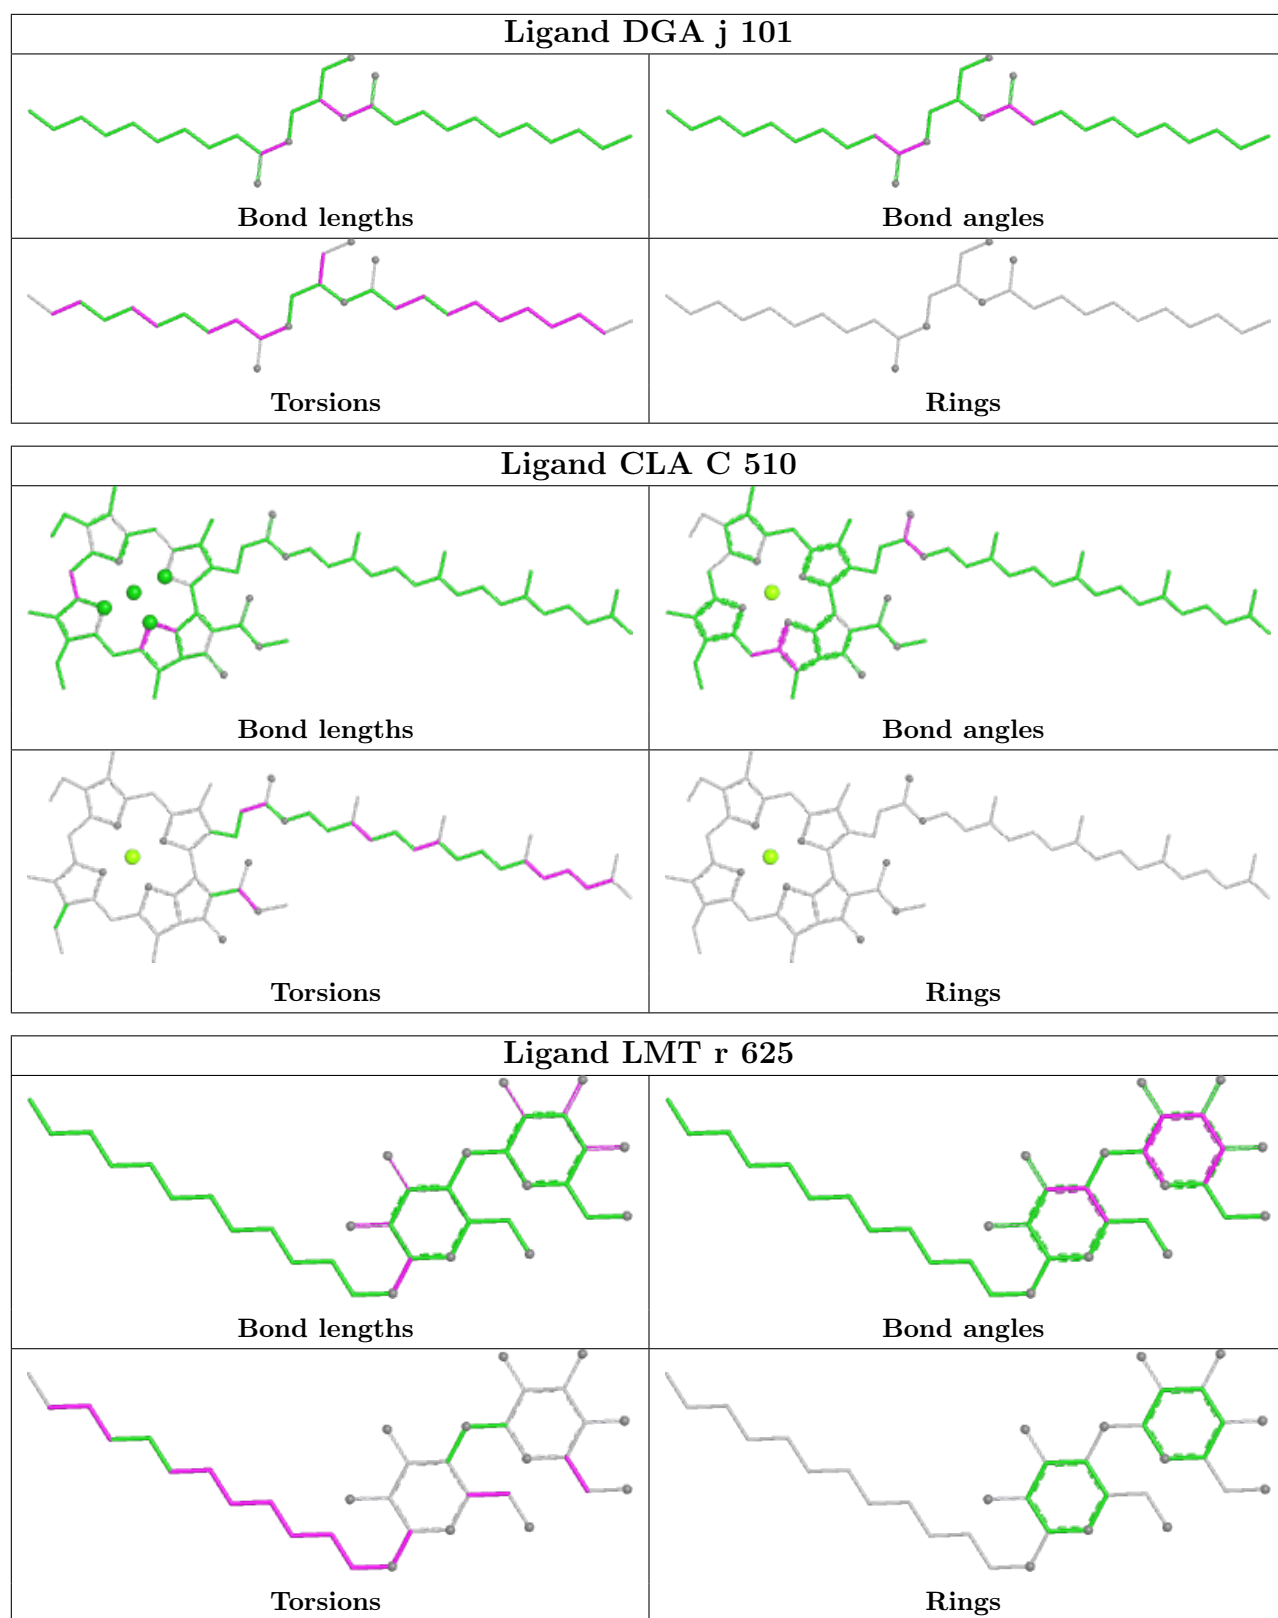 Ligand DGA j 101
Bond lengths
Bond angles
Torsions
Rings
Ligand CLA C 510
Bond lengths
Bond angles
Torsions
Rings
Ligand LMT r 625
Bond lengths
Bond angles
Torsions
Rings